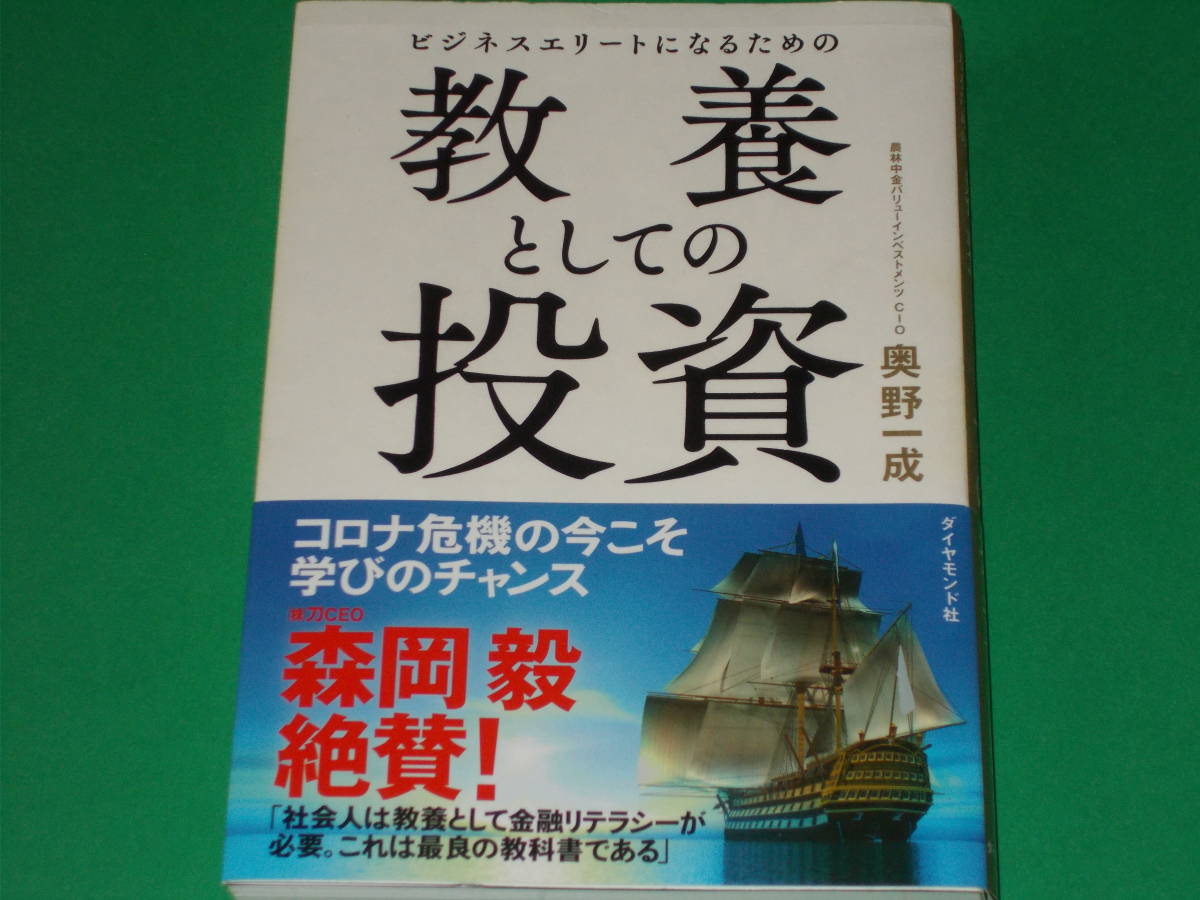 ビジネスエリートになるための
教養
としての
投資
農林中金バリューインベストメンツ CIO
奥野一成
ダイヤモンド社
コロナ危機の今こそ
学びのチャンス
㈱刀CEO
森岡 毅
絶賛!
「社会人は教養として金融リテラシーが
必要。これは最良の教科書である」